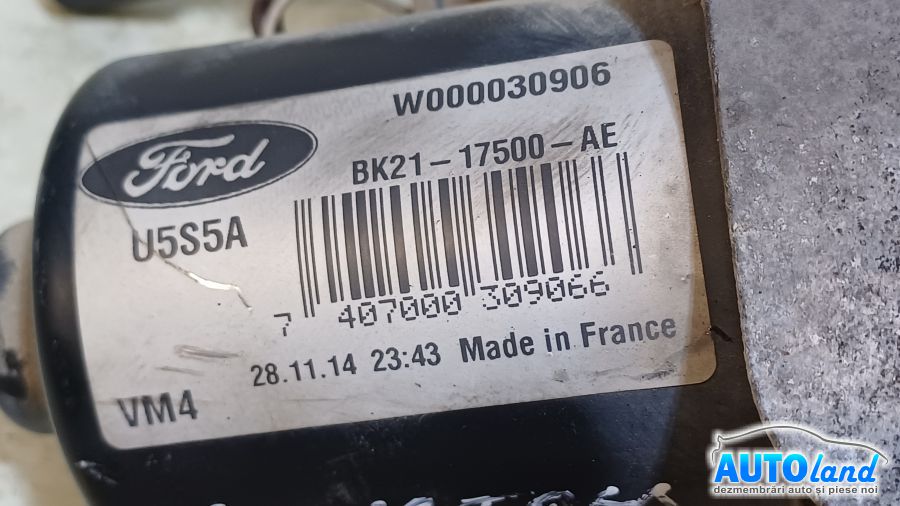 W000030906
Ford
BK21-17500-AE
U5S5A
7 407000 309066
28.11.14 23:43 Made in France
VM4
AUTOland
dezmembrări auto și piese noi